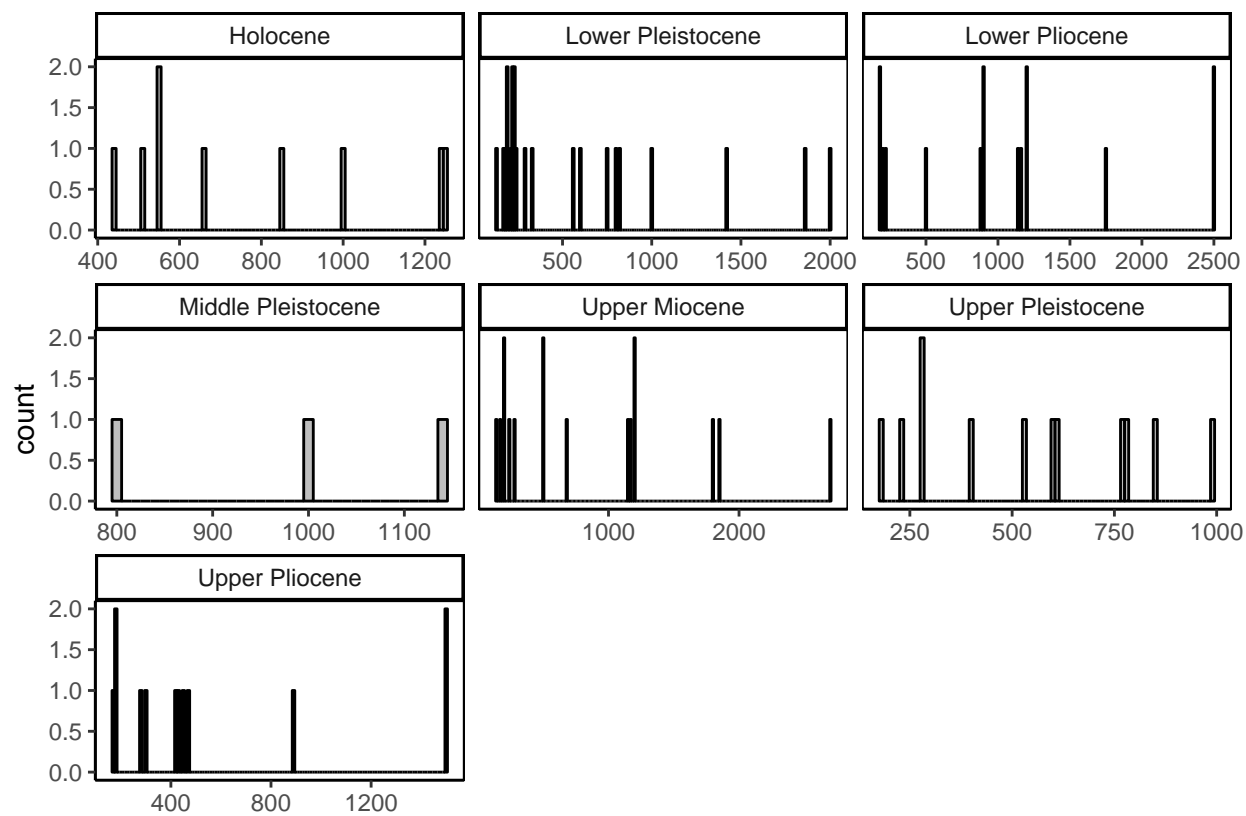 Holocene
Lower Pleistocene
Lower Pliocene
2.0
1.5
1.0
0.5
0.0
400 600 800 1000 1200
500 1000 1500 2000
500 1000 1500 2000 2500
Middle Pleistocene
Upper Miocene
Upper Pleistocene
count
2.0
1.5
1.0
0.5
0.0
800 900 1000 1100
1000 2000
250 500 750 1000
Upper Pliocene
2.0
1.5
1.0
0.5
0.0
400 800 1200